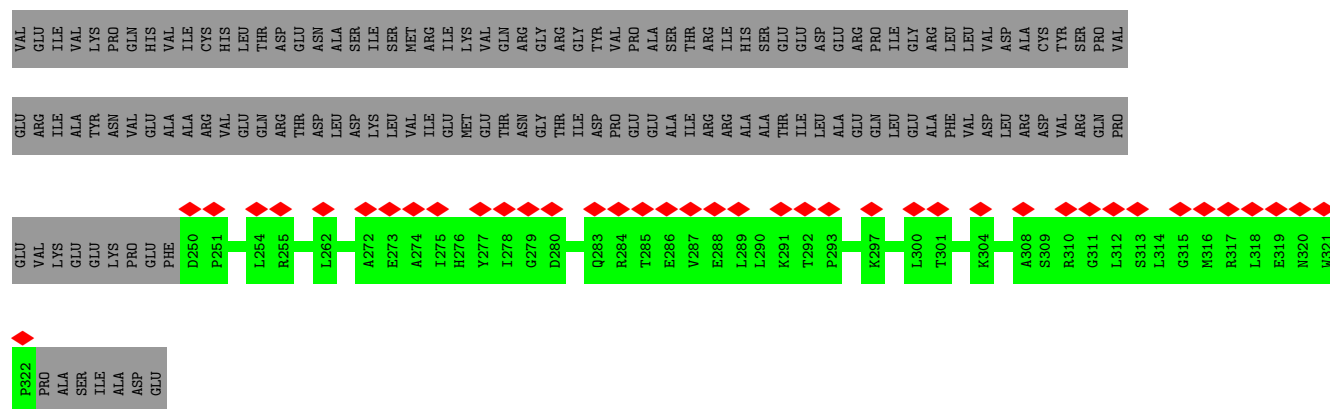 VAL GLU ILE VAL LYS PRO GLN HIS VAL ILE CYS HIS LEU THR ASP GLU ASN ALA SER ILE SER MET ARG ILE LYS VAL GLN ARG GLY ARG GLY TYR VAL PRO ALA SER THR ARG ILE HIS SER GLU GLU ASP GLU ARG PRO ILE GLY ARG LEU LEU VAL ASP ALA CYS TYR SER PRO VAL
GLU ARG ILE ALA TYR ASN VAL GLU ALA ALA ARG VAL GLU GLN ARG THR ASP LEU ASP LYS LEU VAL ILE GLU MET GLU THR ASN GLY THR ILE ASP PRO GLU GLU ALA ILE ARG ARG ALA ALA THR ILE LEU ALA GLU GLN LEU GLU ALA PHE VAL ASP LEU ARG ASP VAL ARG GLN PRO
GLU VAL LYS GLU GLU LYS PRO GLU PHE D250 P251 L254 R255 L262 A272 E273 A274 I275 H276 Y277 I278 G279 D280 Q283 R284 T285 E286 V287 E288 L289 L290 K291 T292 P293 K297 L300 T301 K304 A308 S309 R310 G311 L312 S313 L314 G315 M316 R317 L318 E319 N320 W321
P322 PRO ALA SER ILE ALA ASP GLU